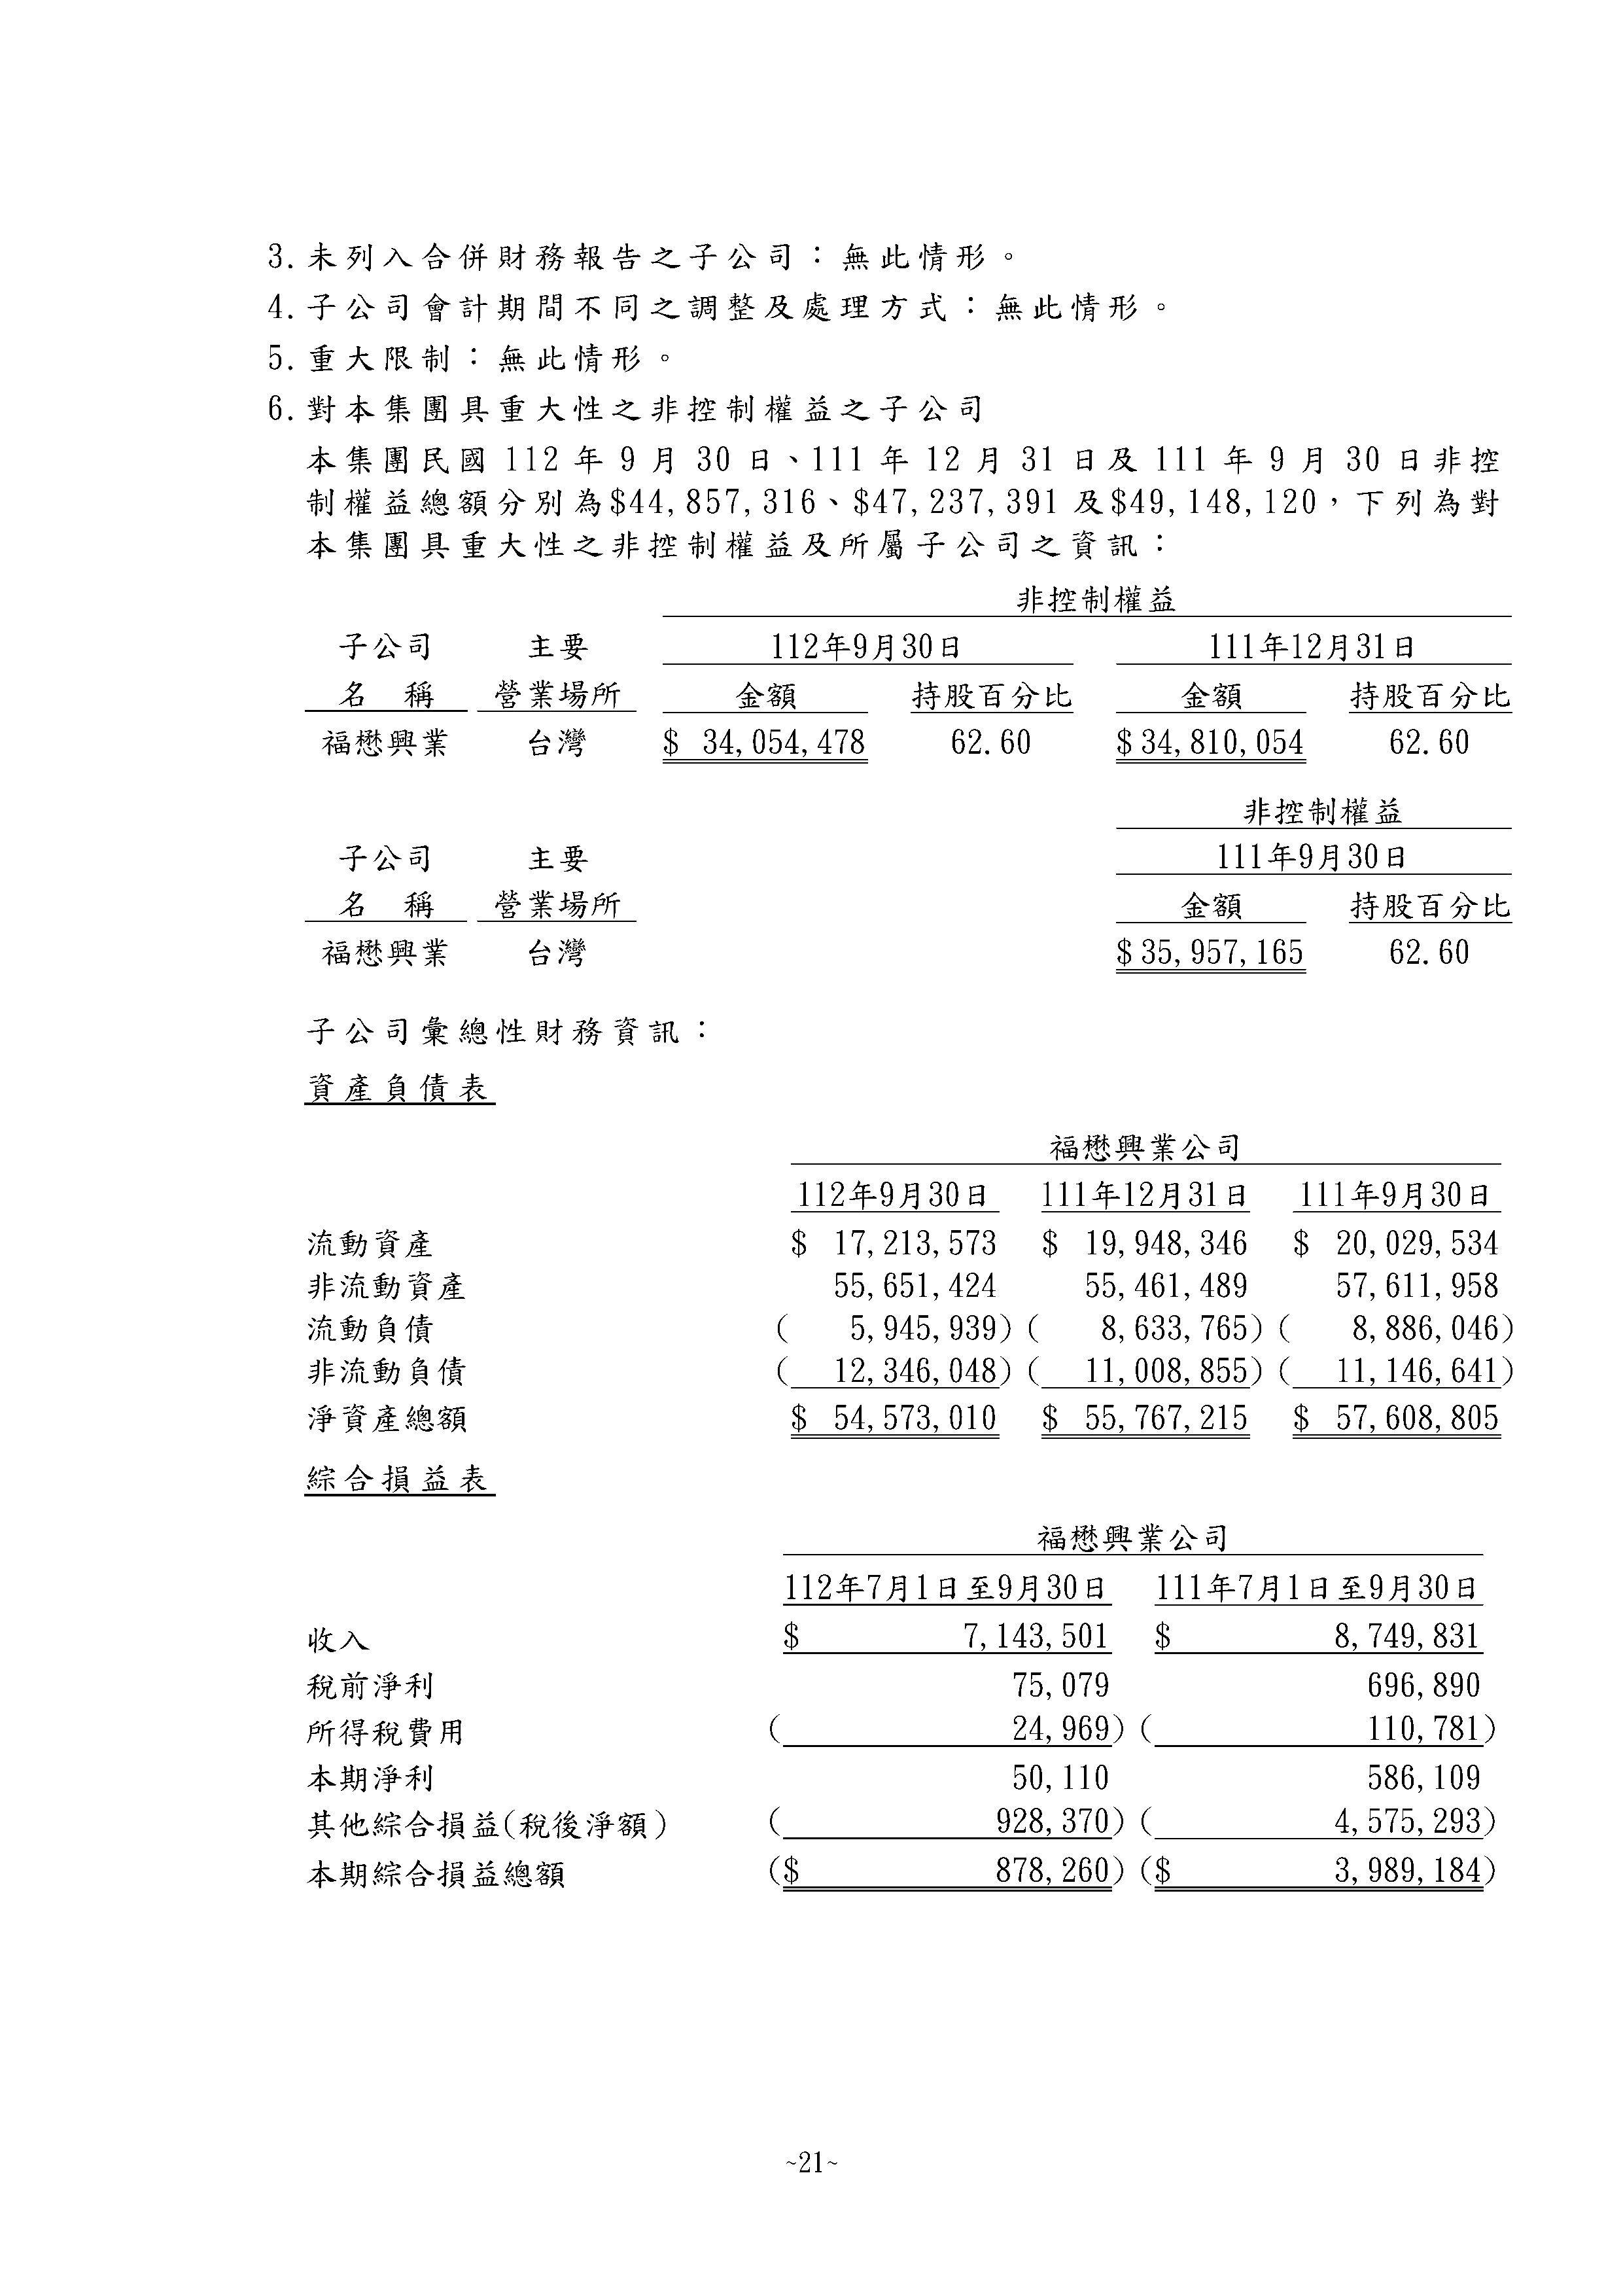 3.未列入合併財務報告之子公司：無此情形。
4.子公司會計期間不同之調整及處理方式：無此情形。
5.重大限制：無此情形。
6.對本集團具重大性之非控制權益之子公司
本集團民國 112 年 9 月 30 日、111 年 12 月 31 日及 111 年 9 月 30 日非控
制權益總額分別為$44,857,316、$47,237,391 及$49,148,120，下列為對
本集團具重大性之非控制權益及所屬子公司之資訊：
非控制權益
子公司 主要 112年9月30日 111年12月31日
名 稱 營業場所 金額 持股百分比 金額 持股百分比
福懋興業 台灣 $ 34,054,478 62.60 $34,810,054 62.60
非控制權益
子公司 主要 111年9月30日
名 稱 營業場所 金額 持股百分比
福懋興業 台灣 $35,957,165 62.60
子公司彙總性財務資訊：
資產負債表
福懋興業公司
112年9月30日 111年12月31日 111年9月30日
流動資產 $ 17,213,573 $ 19,948,346 $ 20,029,534
非流動資產 55,651,424 55,461,489 57,611,958
流動負債 ( 5,945,939) ( 8,633,765) ( 8,886,046)
非流動負債 ( 12,346,048) ( 11,008,855) ( 11,146,641)
淨資產總額 $ 54,573,010 $ 55,767,215 $ 57,608,805
綜合損益表
福懋興業公司
112年7月1日至9月30日 111年7月1日至9月30日
收入 $ 7,143,501 $ 8,749,831
稅前淨利 75,079 696,890
所得稅費用 ( 24,969) ( 110,781)
本期淨利 50,110 586,109
其他綜合損益(稅後淨額) ( 928,370) ( 4,575,293)
本期綜合損益總額 ($ 878,260) ($ 3,989,184)
~21~